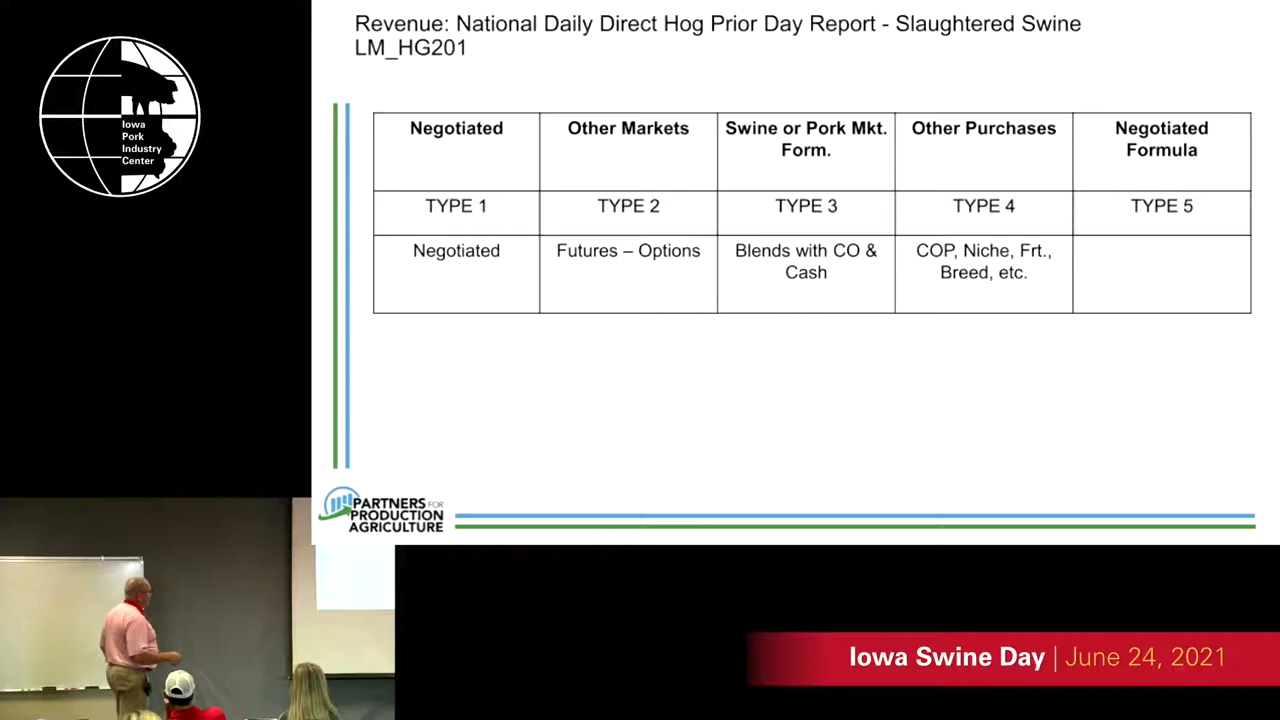 Revenue: National Daily Direct Hog Prior Day Report - Slaughtered Swine
LM_HG201
Iowa
Pork
Industry
Center
Negotiated
Other Markets
Swine or Pork Mkt.
Form.
Other Purchases
Negotiated
Formula
TYPE 1
TYPE 2
TYPE 3
TYPE 4
TYPE 5
Negotiated
Futures – Options
Blends with CO &
Cash
COP, Niche, Frt.,
Breed, etc.
PARTNERS FOR
PRODUCTION
AGRICULTURE
Iowa Swine Day | June 24, 2021